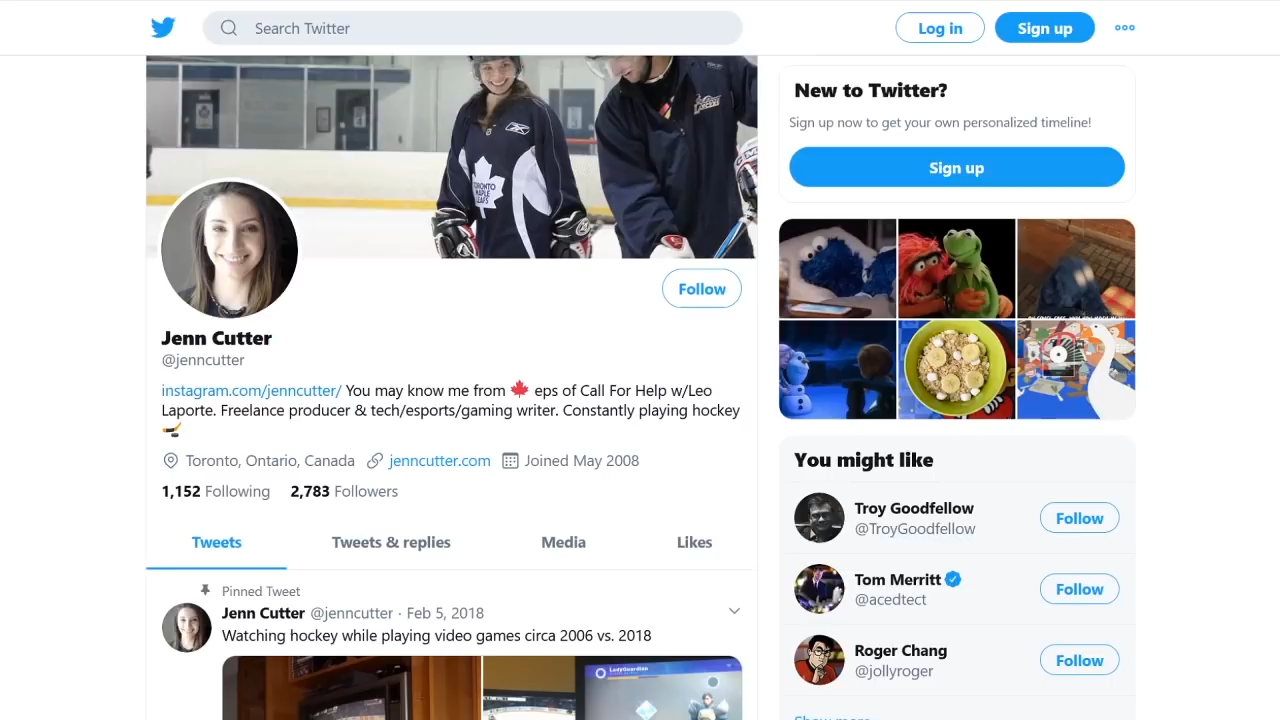 Search Twitter
Log in
Sign up
TORONTO
MAPLE
LEAFS
Follow
Jenn Cutter
@jenncutter
instagram.com/jenncutter/ You may know me from 🍁 eps of Call For Help w/Leo
Laporte. Freelance producer & tech/esports/gaming writer. Constantly playing hockey
🏒
Toronto, Ontario, Canada jenncutter.com Joined May 2008
1,152 Following 2,783 Followers
Tweets Tweets & replies Media Likes
Pinned Tweet
Jenn Cutter @jenncutter · Feb 5, 2018
Watching hockey while playing video games circa 2006 vs. 2018
LadyGuardian
New to Twitter?
Sign up now to get your own personalized timeline!
Sign up
You might like
Troy Goodfellow
@TroyGoodfellow
Follow
Tom Merritt
@acedtect
Follow
Roger Chang
@jollyroger
Follow
Show more